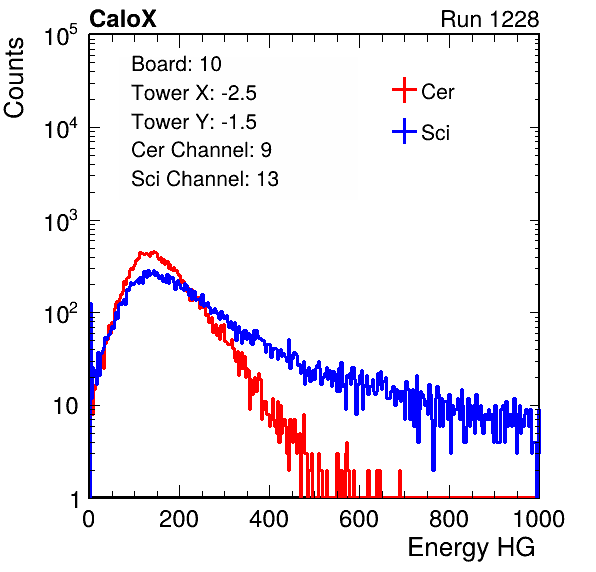 CaloX Run 1228
Counts
10^5
10^4
10^3
10^2
10
1
Board: 10
Tower X: -2.5
Tower Y: -1.5
Cer Channel: 9
Sci Channel: 13
Cer
Sci
0 200 400 600 800 1000
Energy HG